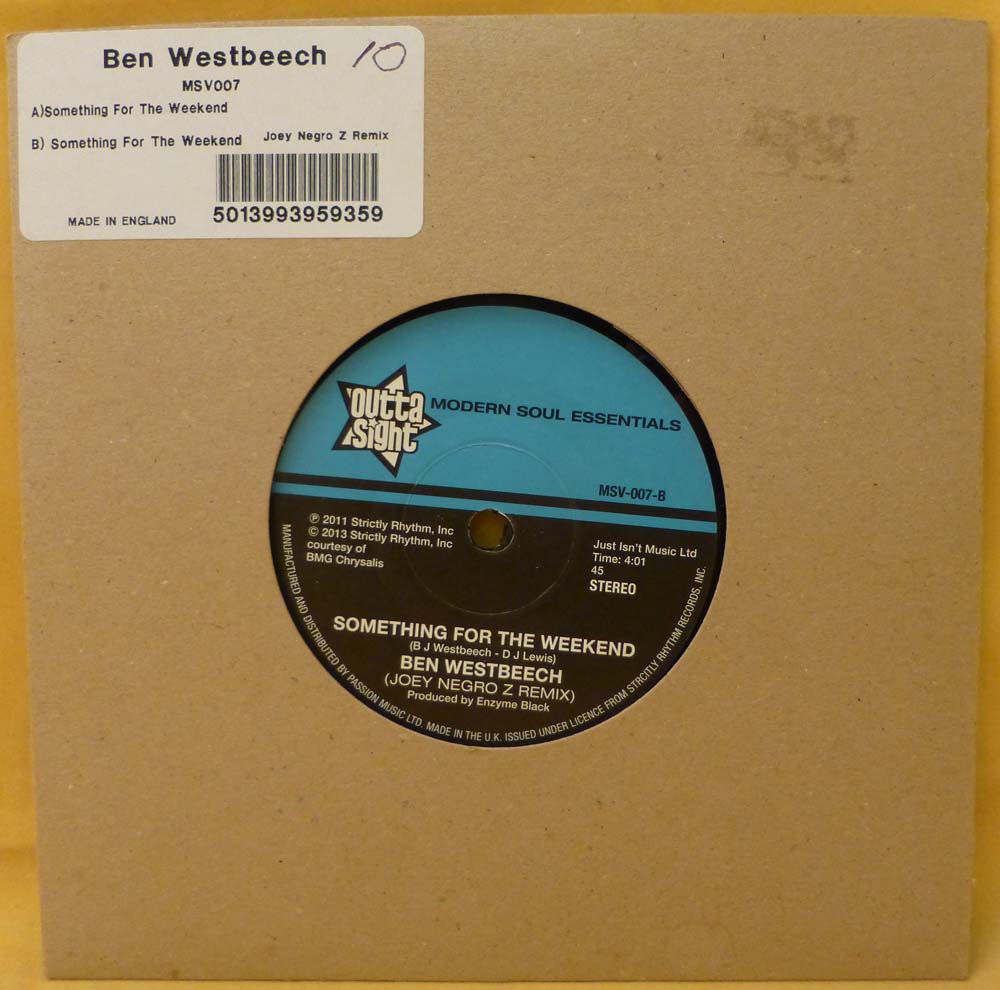 Ben Westbeech 10
MSV007
A)Something For The Weekend
B) Something For The Weekend Joey Negro Z Remix
MADE IN ENGLAND 5013993959359
Outta
Sight
MODERN SOUL ESSENTIALS
MSV-007-B
℗ 2011 Strictly Rhythm, Inc
© 2013 Strictly Rhythm, Inc
courtesy of
BMG Chrysalis
Just Isn't Music Ltd
Time: 4:01
45
STEREO
SOMETHING FOR THE WEEKEND
(B J Westbeech - D J Lewis)
BEN WESTBEECH
(JOEY NEGRO Z REMIX)
Produced by Enzyme Black
MANUFACTURED AND DISTRIBUTED BY PASSION MUSIC LTD. MADE IN THE U.K. ISSUED UNDER LICENCE FROM STRICTLY RHYTHM RECORDS, INC.